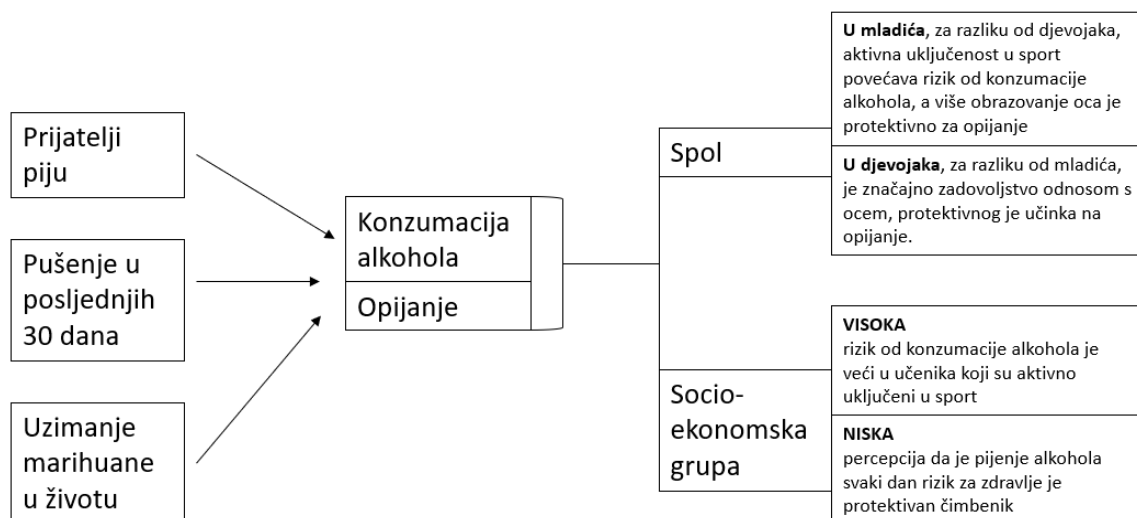 Prijatelji
piju
Pušenje u
posljednjih
30 dana
Uzimanje
marihuane
u životu
Konzumacija
alkohola
Opijanje
Spol
U mladića, za razliku od djevojaka,
aktivna uključenost u sport
povećava rizik od konzumacije
alkohola, a više obrazovanje oca je
protektivno za opijanje
U djevojaka, za razliku od mladića,
je značajno zadovoljstvo odnosom s
ocem, protektivnog je učinka na
opijanje.
Socio-
ekonomska
grupa
VISOKA
rizik od konzumacije alkohola je
veći u učenika koji su aktivno
uključeni u sport
NISKA
percepcija da je pijenje alkohola
svaki dan rizik za zdravlje je
protektivan čimbenik